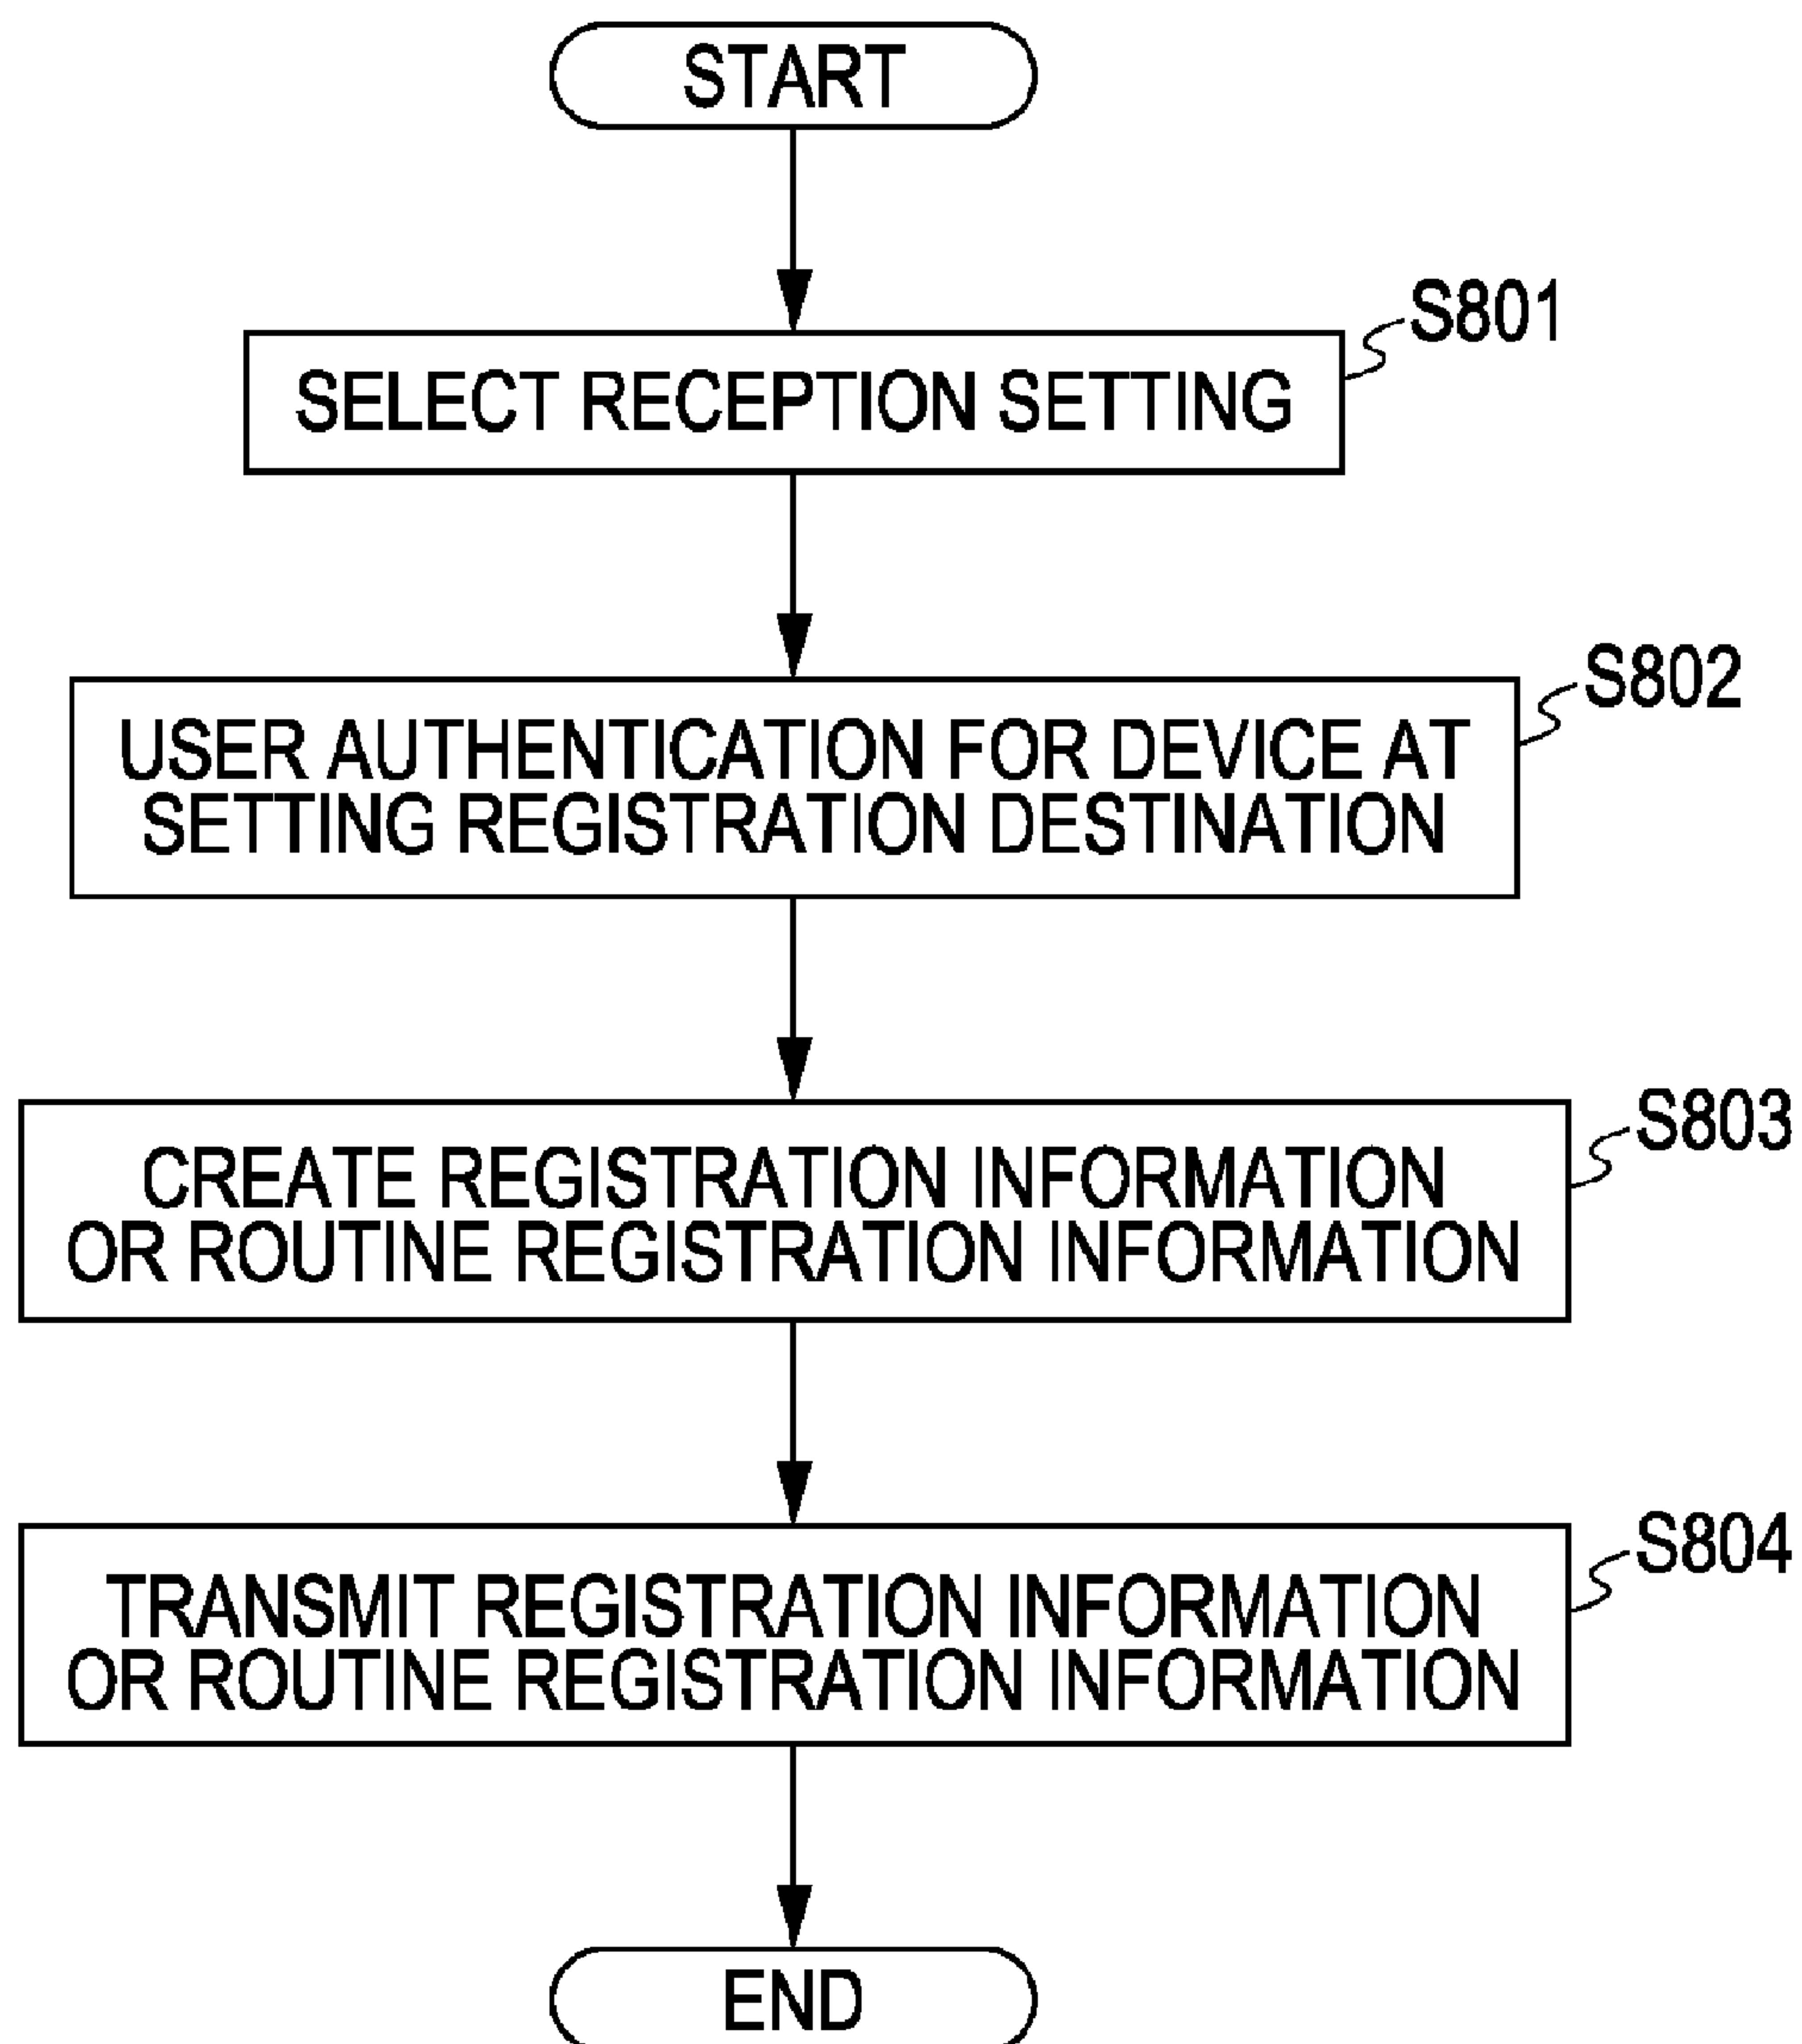 START
S801
SELECT RECEPTION SETTING
S802
USER AUTHENTICATION FOR DEVICE AT
SETTING REGISTRATION DESTINATION
S803
CREATE REGISTRATION INFORMATION
OR ROUTINE REGISTRATION INFORMATION
S804
TRANSMIT REGISTRATION INFORMATION
OR ROUTINE REGISTRATION INFORMATION
END